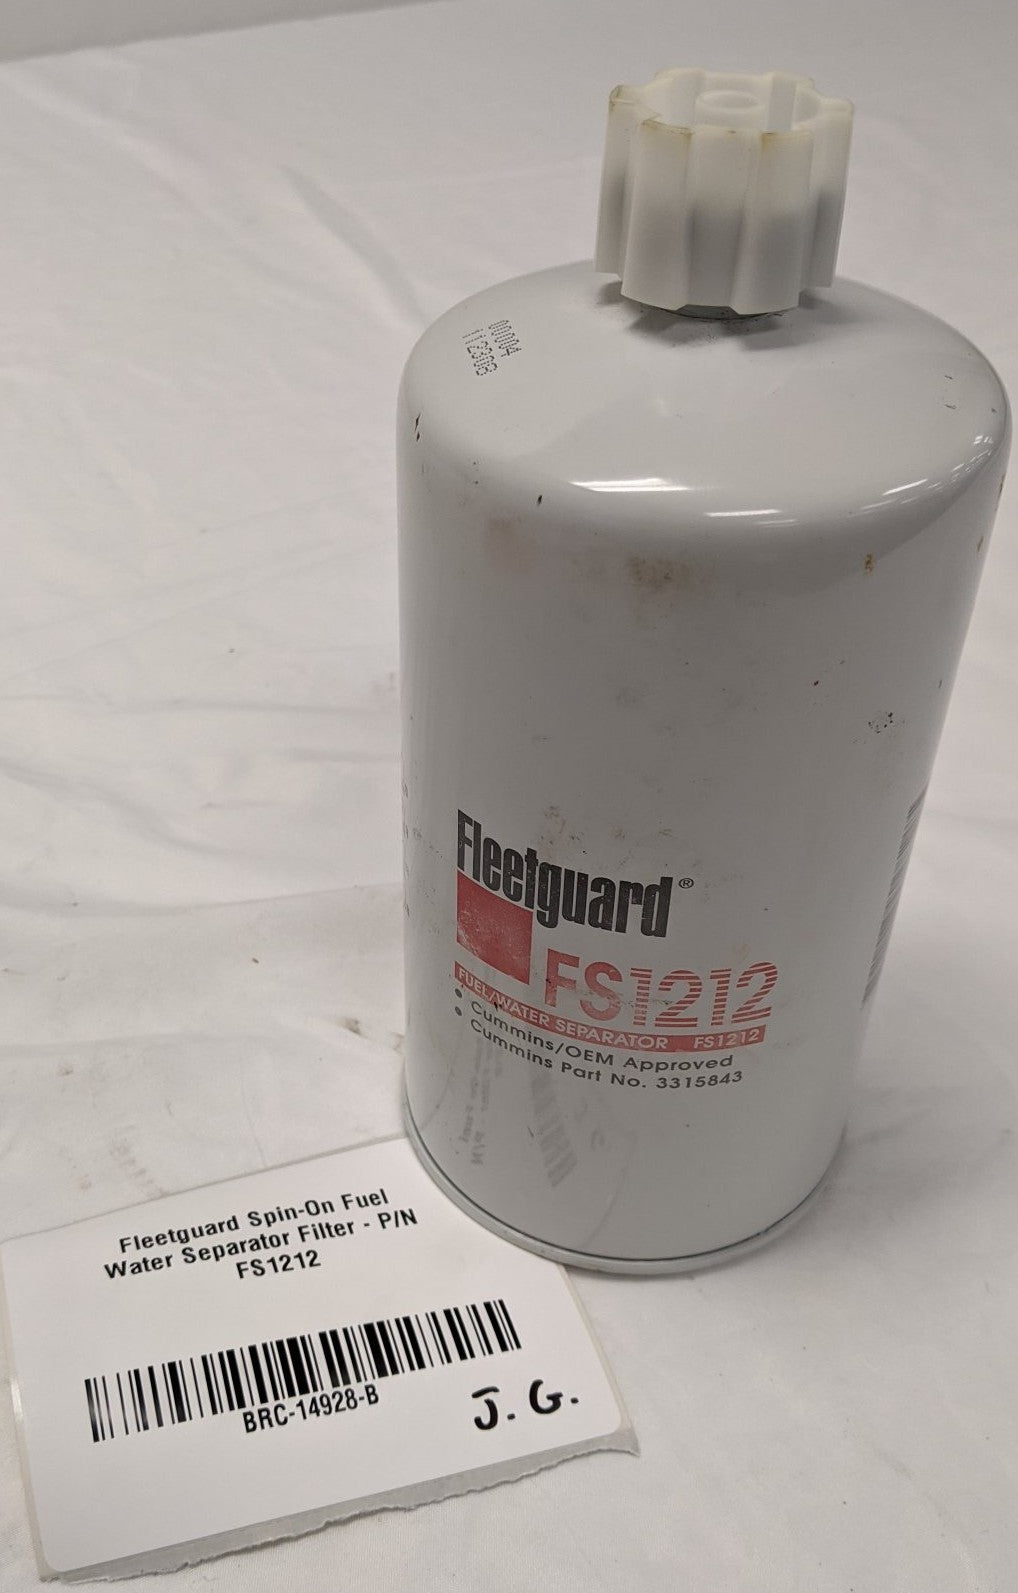 00004
112308
Fleetguard®
FS1212
FUEL/WATER SEPARATOR FS1212
• Cummins/OEM Approved
• Cummins Part No. 3315843
Fleetguard Spin-On Fuel
Water Separator Filter - P/N
FS1212
BRC-14928-B
J.G.